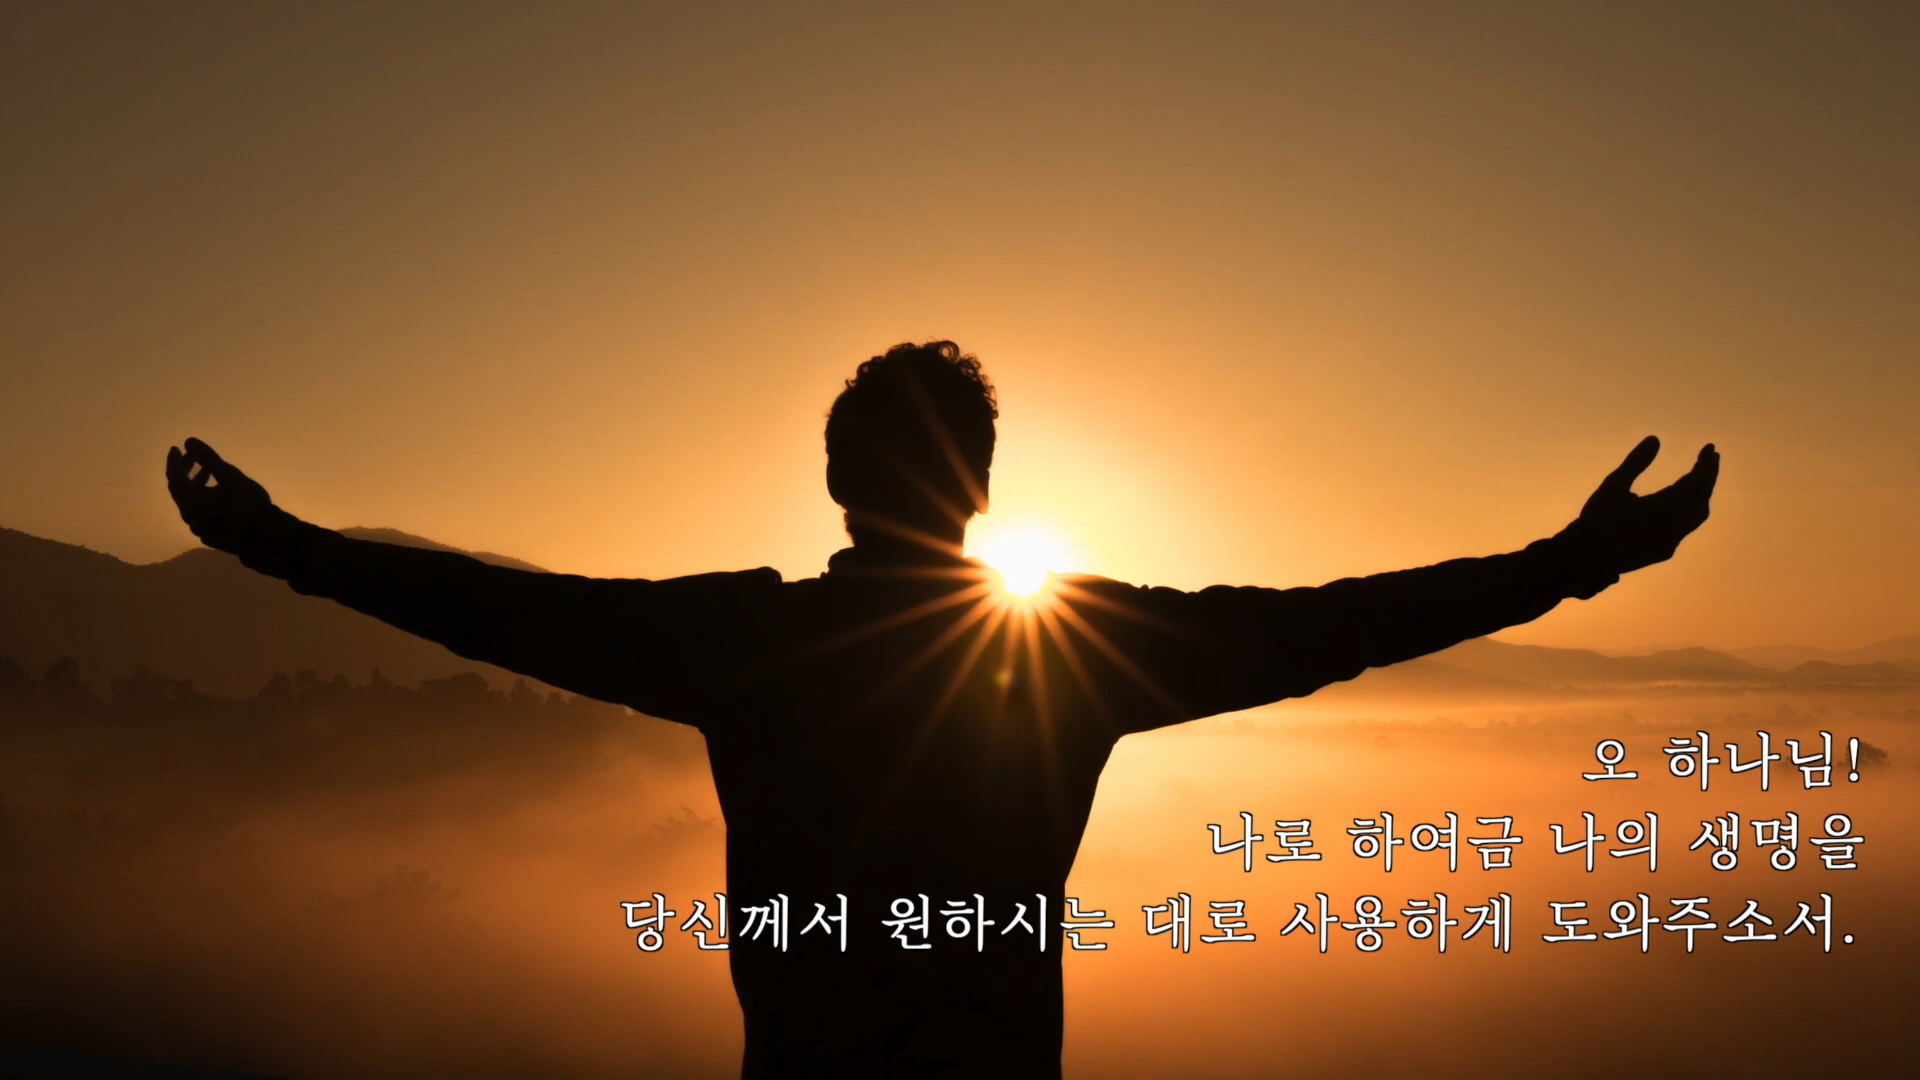 오 하나님!
나로 하여금 나의 생명을
당신께서 원하시는 대로 사용하게 도와주소서.